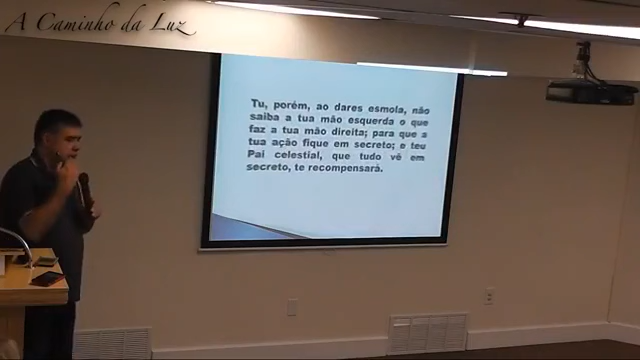 A Caminho da Luz
Tu, porém, ao dares esmola, não
saiba a tua mão esquerda o que
faz a tua mão direita; para que a
tua ação fique em secreto; e teu
Pai celestial, que tudo vê em
secreto, te recompensará.